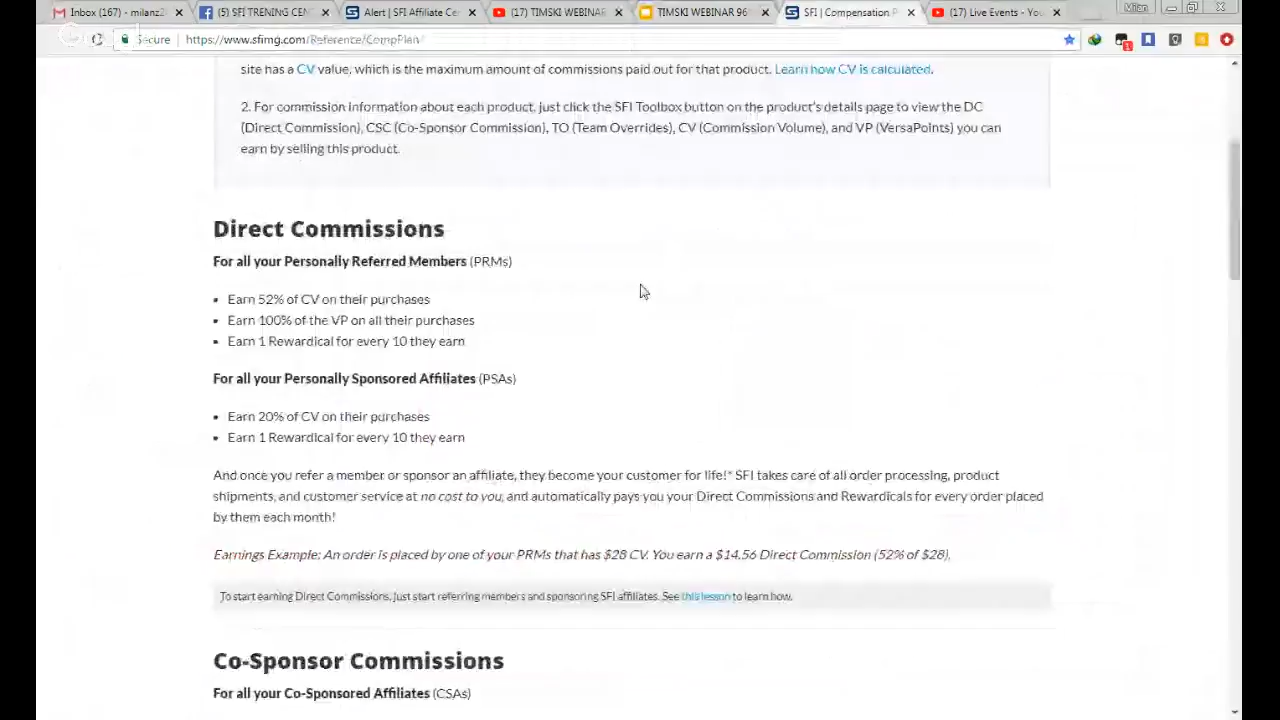 Inbox (167) - milanz2
(5) SFI TRENING CEN
Alert | SFI Affiliate Ce
(17) TIMSKI WEBINAR
TIMSKI WEBINAR 96
SFI | Compensation P
(17) Live Events - You
Milan
Secure
https://www.sfimg.com/Reference/CompPlan
1
site has a CV value, which is the maximum amount of commissions paid out for that product. Learn how CV is calculated.
2. For commission information about each product, just click the SFI Toolbox button on the product's details page to view the DC
(Direct Commission), CSC (Co-Sponsor Commission), TO (Team Overrides), CV (Commission Volume), and VP (VersaPoints) you can
earn by selling this product.
Direct Commissions
For all your Personally Referred Members (PRMs)
• Earn 52% of CV on their purchases
• Earn 100% of the VP on all their purchases
• Earn 1 Rewardical for every 10 they earn
For all your Personally Sponsored Affiliates (PSAs)
• Earn 20% of CV on their purchases
• Earn 1 Rewardical for every 10 they earn
And once you refer a member or sponsor an affiliate, they become your customer for life!* SFI takes care of all order processing, product
shipments, and customer service at no cost to you, and automatically pays you your Direct Commissions and Rewardicals for every order placed
by them each month!
Earnings Example: An order is placed by one of your PRMs that has $28 CV. You earn a $14.56 Direct Commission (52% of $28).
To start earning Direct Commissions, just start referring members and sponsoring SFI affiliates. See this lesson to learn how.
Co-Sponsor Commissions
For all your Co-Sponsored Affiliates (CSAs)